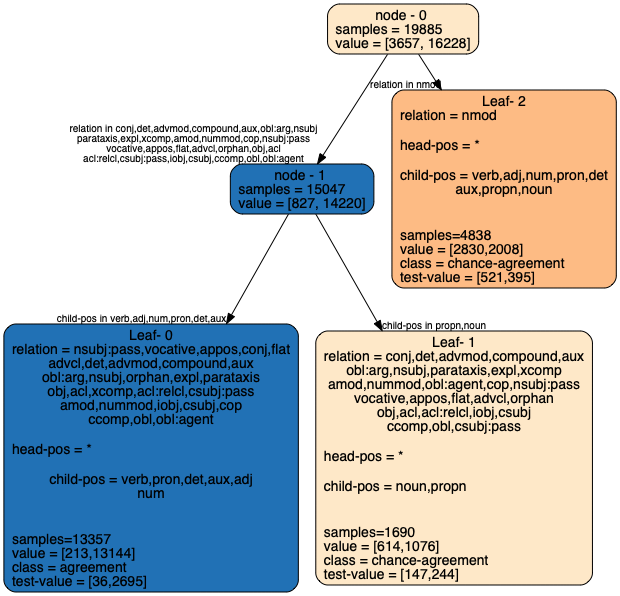 node - 0
samples = 19885
value = [3657, 16228]
relation in nmod
relation in conj,det,advmod,compound,aux,obl:arg,nsubj
parataxis,expl,xcomp,amod,nummod,cop,nsubj:pass
vocative,appos,flat,advcl,orphan,obj,acl
acl:relcl,csubj:pass,iobj,csubj,ccomp,obl,obl:agent
Leaf- 2
relation = nmod
head-pos = *
child-pos = verb,adj,num,pron,det
aux,propn,noun
samples=4838
value = [2830,2008]
class = chance-agreement
test-value = [521,395]
node - 1
samples = 15047
value = [827, 14220]
child-pos in verb,adj,num,pron,det,aux
child-pos in propn,noun
Leaf- 0
relation = nsubj:pass,vocative,appos,conj,flat
advcl,det,advmod,compound,aux
obl:arg,nsubj,orphan,expl,parataxis
obj,acl,xcomp,acl:relcl,csubj:pass
amod,nummod,iobj,csubj,cop
ccomp,obl,obl:agent
head-pos = *
child-pos = verb,pron,det,aux,adj
num
samples=13357
value = [213,13144]
class = agreement
test-value = [36,2695]
Leaf- 1
relation = conj,det,advmod,compound,aux
obl:arg,nsubj,parataxis,expl,xcomp
amod,nummod,obl:agent,cop,nsubj:pass
vocative,appos,flat,advcl,orphan
obj,acl,acl:relcl,iobj,csubj
ccomp,obl,csubj:pass
head-pos = *
child-pos = noun,propn
samples=1690
value = [614,1076]
class = chance-agreement
test-value = [147,244]